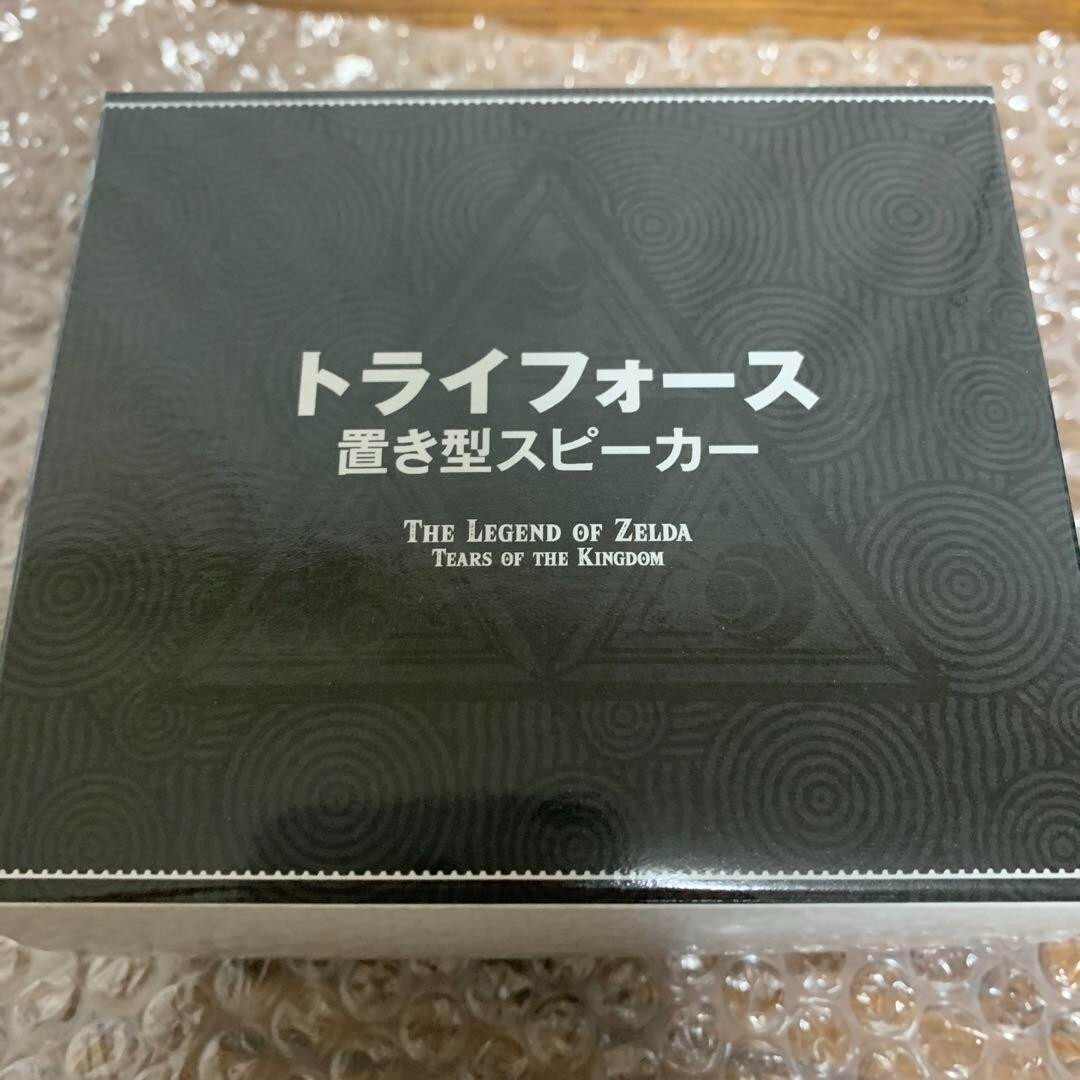 トライフォース
置き型スピーカー
THE LEGEND OF ZELDA
TEARS OF THE KINGDOM